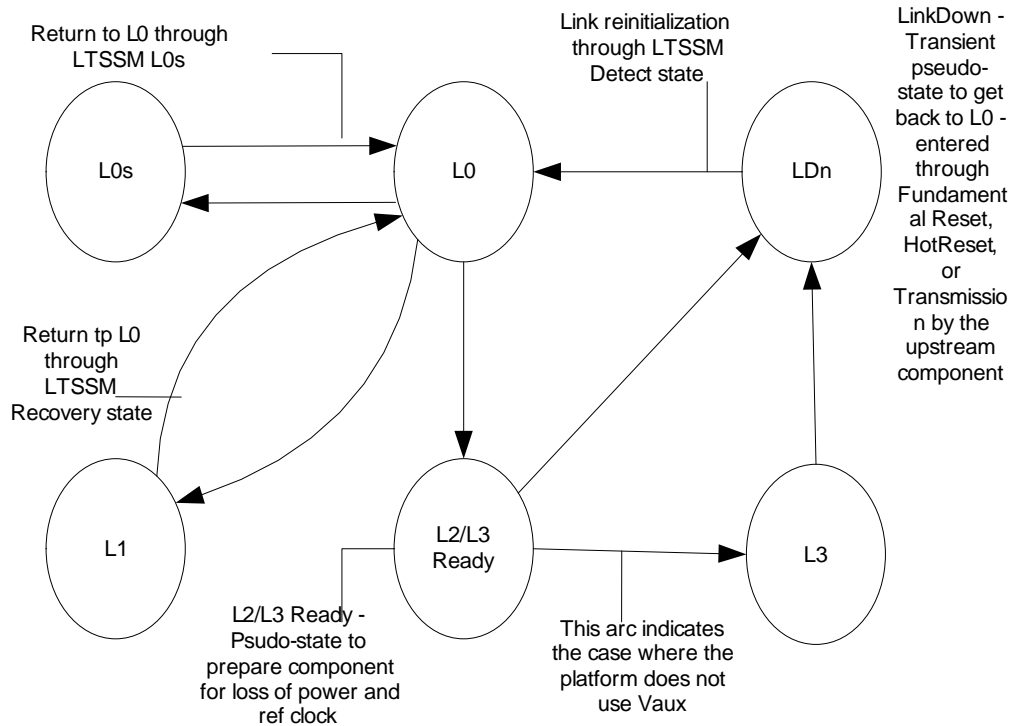 Return to L0 through
LTSSM L0s
Link reinitialization
through LTSSM
Detect state
LinkDown -
Transient
pseudo-
state to get
back to L0 -
entered
through
Fundament
al Reset,
HotReset,
or
Transmissio
n by the
upstream
component
L0s
L0
LDn
Return tp L0
through
LTSSM
Recovery state
L1
L2/L3
Ready
L3
L2/L3 Ready -
Psudo-state to
prepare component
for loss of power and
ref clock
This arc indicates
the case where the
platform does not
use Vaux